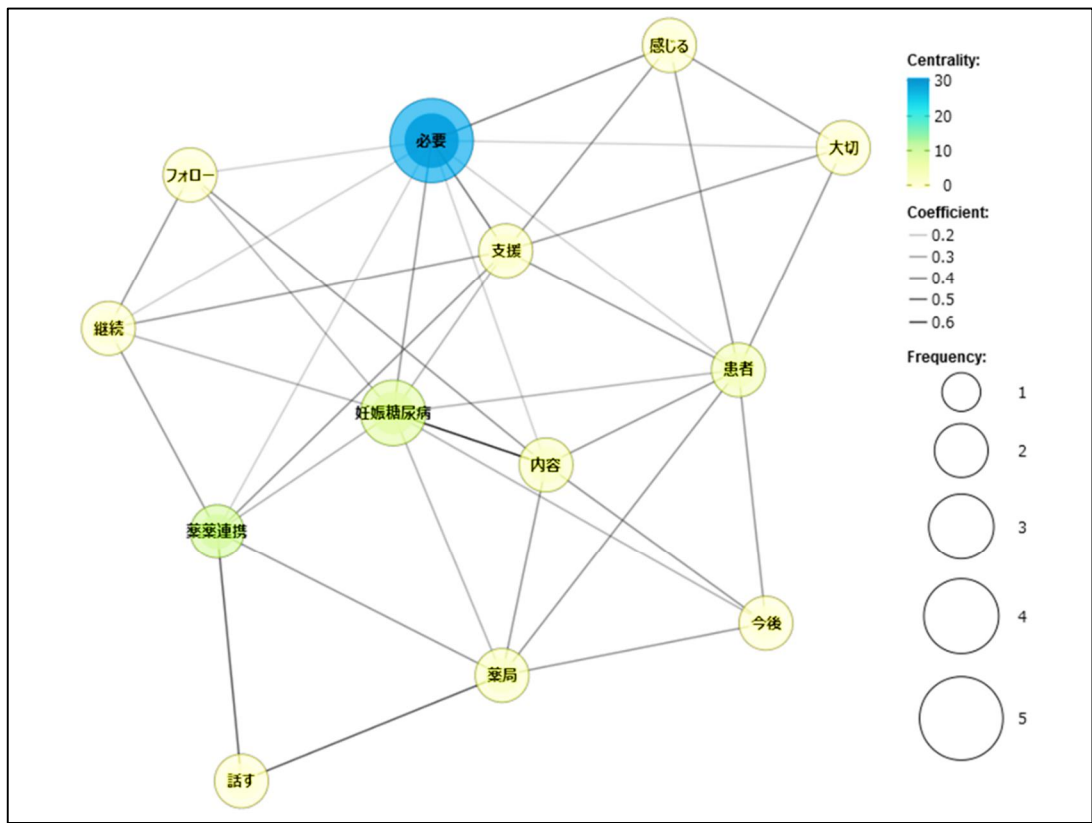 感じる
必要
大切
フォロー
支援
継続
患者
妊娠糖尿病
内容
薬薬連携
今後
薬局
話す
Centrality:
30
20
10
0
Coefficient:
0.2
0.3
0.4
0.5
0.6
Frequency:
1
2
3
4
5